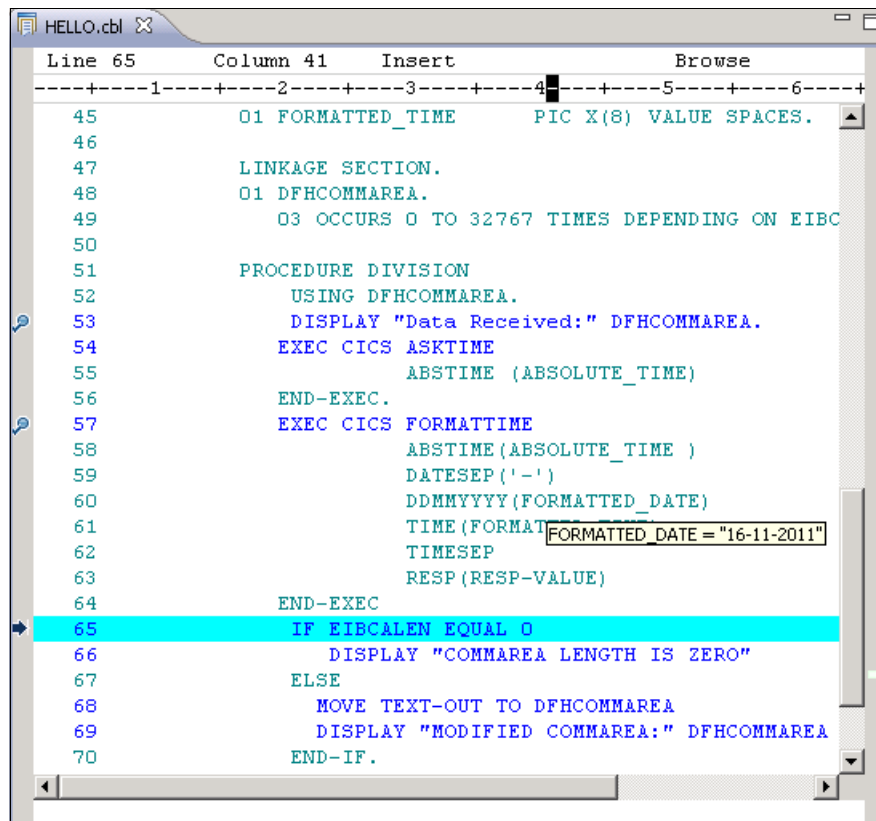 HELLO.cbl
Line 65 Column 41 Insert Browse
----+----1----+----2----+----3----+----4----+----5----+----6----+
45 01 FORMATTED_TIME PIC X(8) VALUE SPACES.
46
47 LINKAGE SECTION.
48 01 DFHCOMMAREA.
49 03 OCCURS 0 TO 32767 TIMES DEPENDING ON EIBC
50
51 PROCEDURE DIVISION
52 USING DFHCOMMAREA.
53 DISPLAY "Data Received:" DFHCOMMAREA.
54 EXEC CICS ASKTIME
55 ABSTIME (ABSOLUTE_TIME)
56 END-EXEC.
57 EXEC CICS FORMATTIME
58 ABSTIME(ABSOLUTE_TIME )
59 DATESEP('-')
60 DDMMYYYY(FORMATTED_DATE)
61 TIME(FORMAT
FORMATTED_DATE = "16-11-2011"
62 TIMESEP
63 RESP(RESP-VALUE)
64 END-EXEC
65 IF EIBCALEN EQUAL 0
66 DISPLAY "COMMAREA LENGTH IS ZERO"
67 ELSE
68 MOVE TEXT-OUT TO DFHCOMMAREA
69 DISPLAY "MODIFIED COMMAREA:" DFHCOMMAREA
70 END-IF.